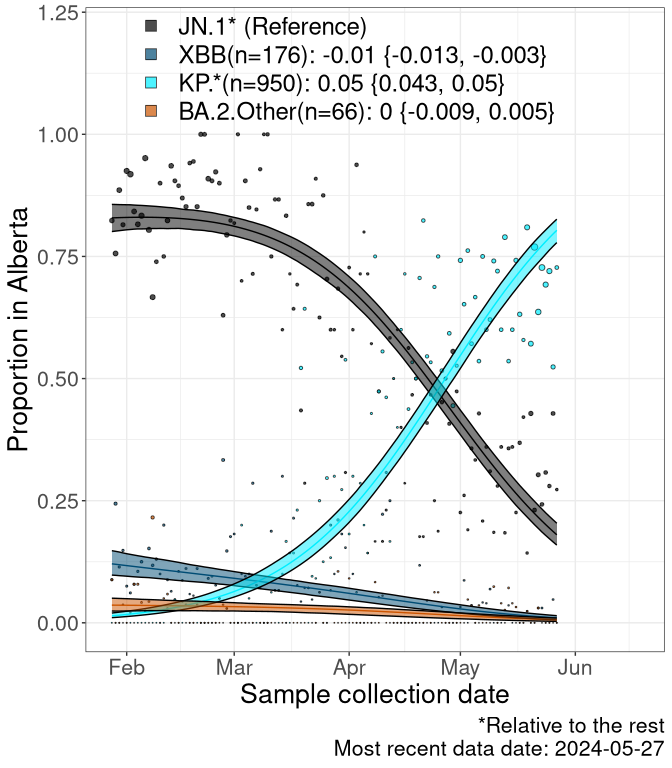 JN.1* (Reference)
XBB(n=176): -0.01 {-0.013, -0.003}
KP.*(n=950): 0.05 {0.043, 0.05}
BA.2.Other(n=66): 0 {-0.009, 0.005}
1.25
1.00
0.75
0.50
0.25
0.00
Proportion in Alberta
Feb Mar Apr May Jun
Sample collection date
*Relative to the rest
Most recent data date: 2024-05-27